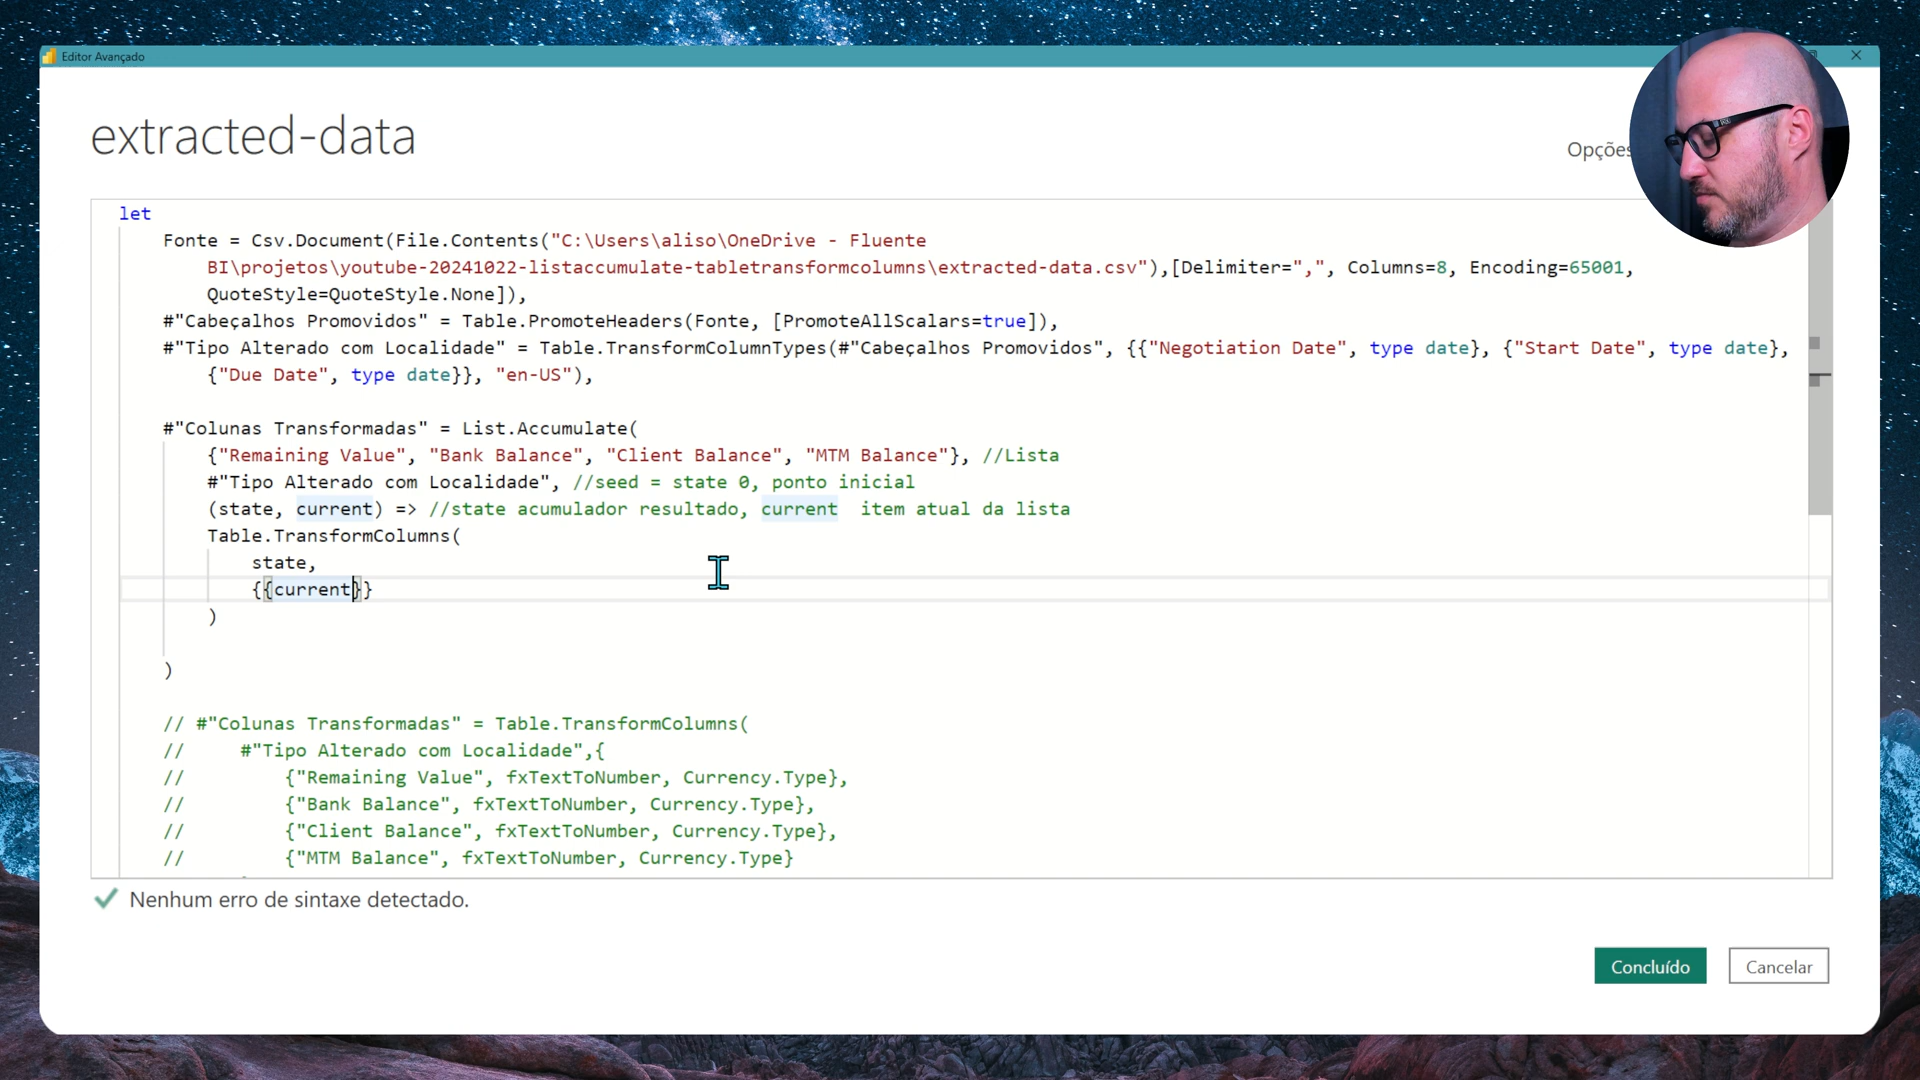 Editor Avançado
extracted-data
Opções
let
Fonte = Csv.Document(File.Contents("C:\Users\aliso\OneDrive - Fluente
BI\projetos\youtube-20241022-listaccumulate-tabletransformcolumns\extracted-data.csv"),[Delimiter=",", Columns=8, Encoding=65001,
QuoteStyle=QuoteStyle.None]),
#"Cabeçalhos Promovidos" = Table.PromoteHeaders(Fonte, [PromoteAllScalars=true]),
#"Tipo Alterado com Localidade" = Table.TransformColumnTypes(#"Cabeçalhos Promovidos", {{"Negotiation Date", type date}, {"Start Date", type date},
{"Due Date", type date}}, "en-US"),
#"Colunas Transformadas" = List.Accumulate(
{"Remaining Value", "Bank Balance", "Client Balance", "MTM Balance"}, //Lista
#"Tipo Alterado com Localidade", //seed = state 0, ponto inicial
(state, current) => //state acumulador resultado, current  item atual da lista
Table.TransformColumns(
state,
{{current}}
)
)
// #"Colunas Transformadas" = Table.TransformColumns(
//     #"Tipo Alterado com Localidade",{
//         {"Remaining Value", fxTextToNumber, Currency.Type},
//         {"Bank Balance", fxTextToNumber, Currency.Type},
//         {"Client Balance", fxTextToNumber, Currency.Type},
//         {"MTM Balance", fxTextToNumber, Currency.Type}
Nenhum erro de sintaxe detectado.
Concluído
Cancelar